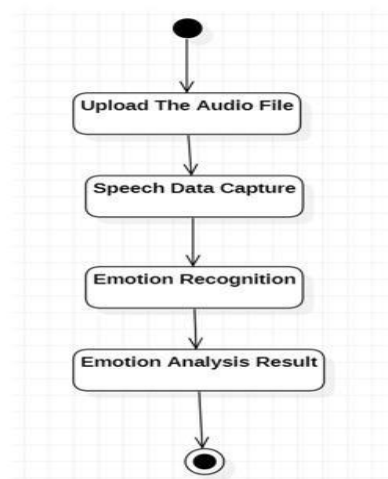 Upload The Audio File
Speech Data Capture
Emotion Recognition
Emotion Analysis Result